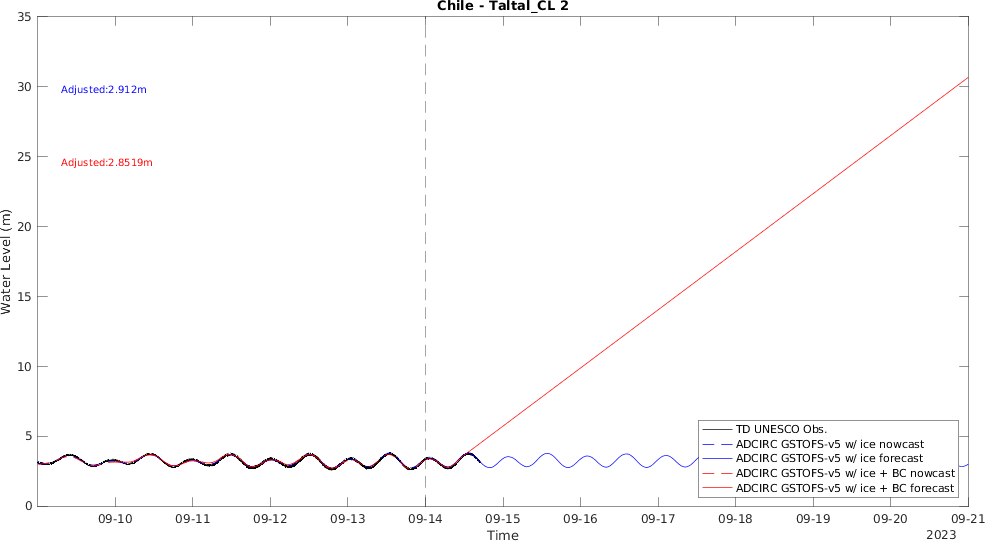 Chile - Taltal_CL 2
35
30
25
20
15
10
5
0
Water Level (m)
Adjusted:2.912m
Adjusted:2.8519m
TD UNESCO Obs.
ADCIRC GSTOFS-v5 w/ ice nowcast
ADCIRC GSTOFS-v5 w/ ice forecast
ADCIRC GSTOFS-v5 w/ ice + BC nowcast
ADCIRC GSTOFS-v5 w/ ice + BC forecast
09-10 09-11 09-12 09-13 09-14 09-15 09-16 09-17 09-18 09-19 09-20 09-21
Time
2023